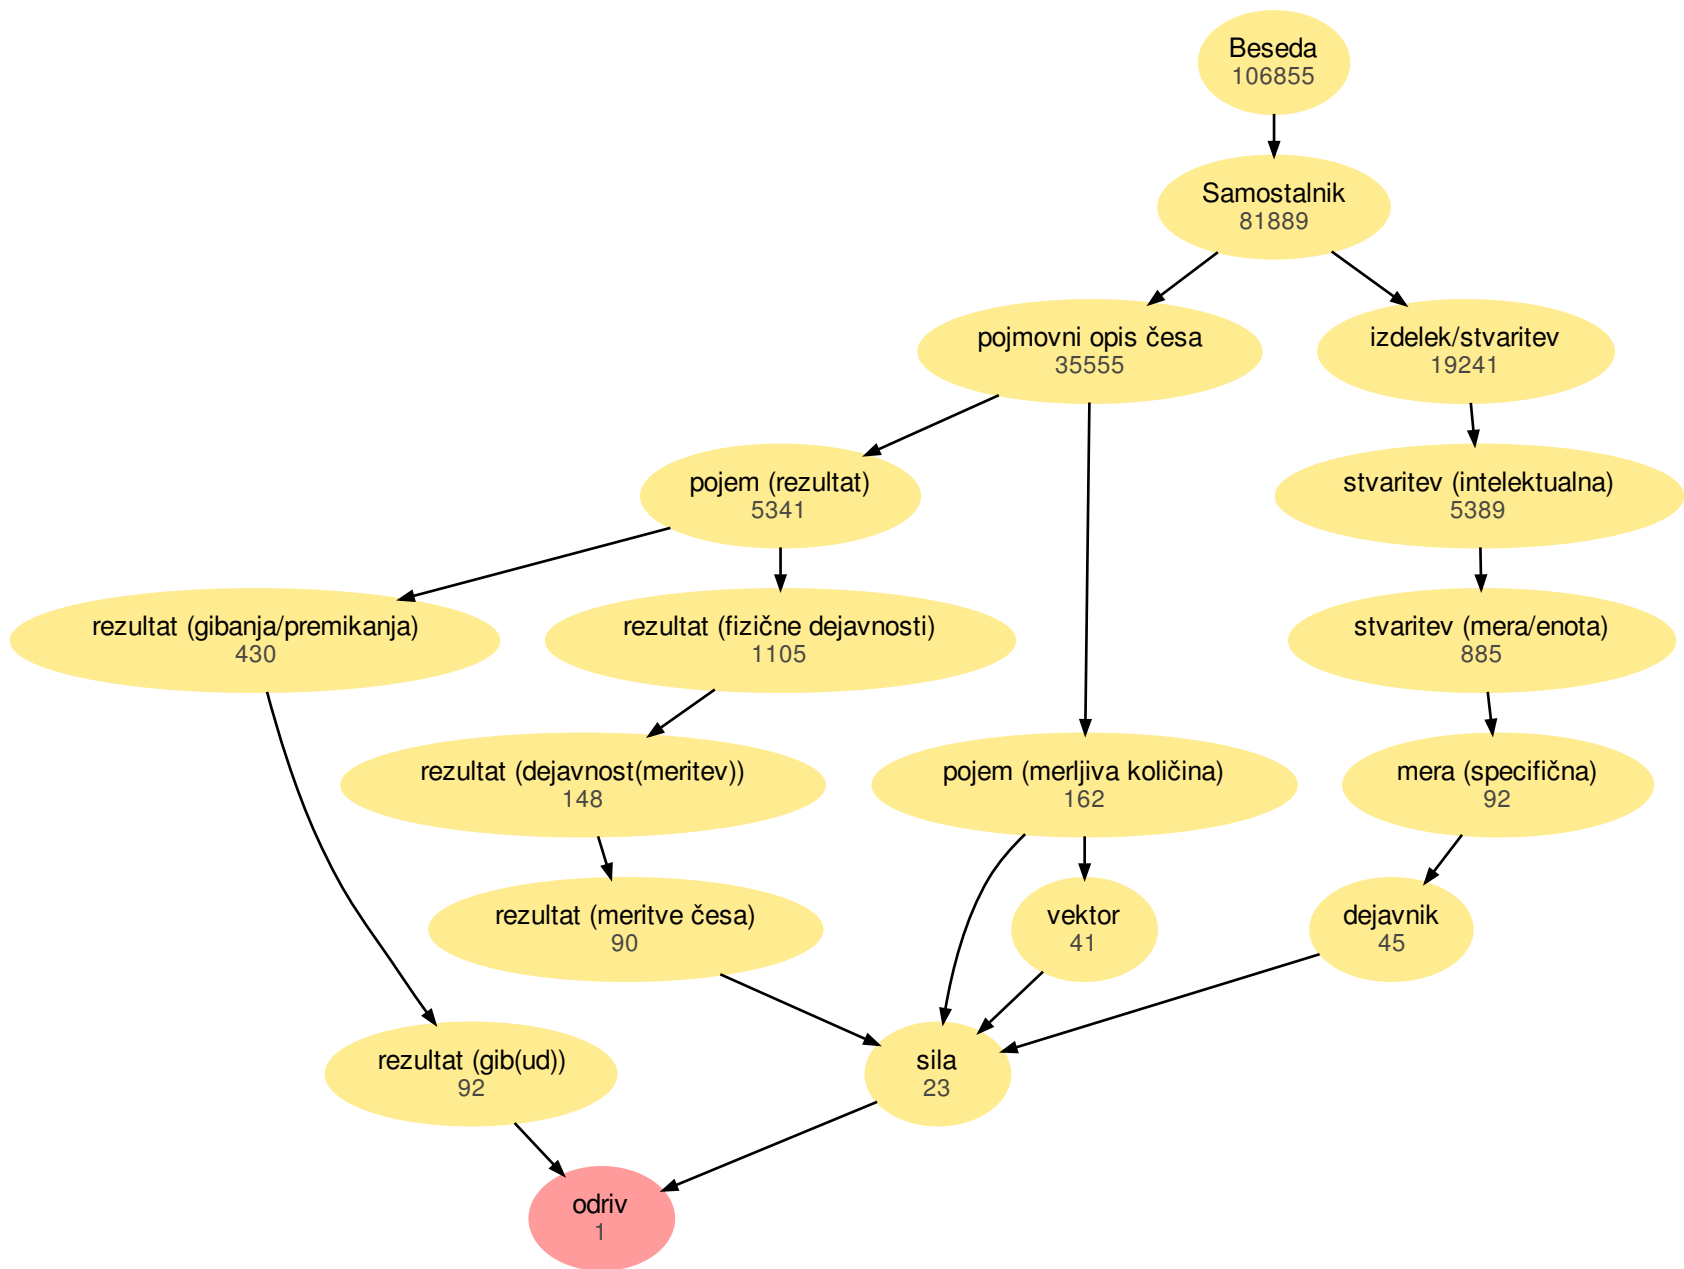 Beseda
106855
Samostalnik
81889
pojmovni opis česa
35555
izdelek/stvaritev
19241
pojem (rezultat)
5341
stvaritev (intelektualna)
5389
rezultat (gibanja/premikanja)
430
rezultat (fizične dejavnosti)
1105
stvaritev (mera/enota)
885
rezultat (dejavnost(meritev))
148
pojem (merljiva količina)
162
mera (specifična)
92
rezultat (meritve česa)
90
vektor
41
dejavnik
45
rezultat (gib(ud))
92
sila
23
odriv
1